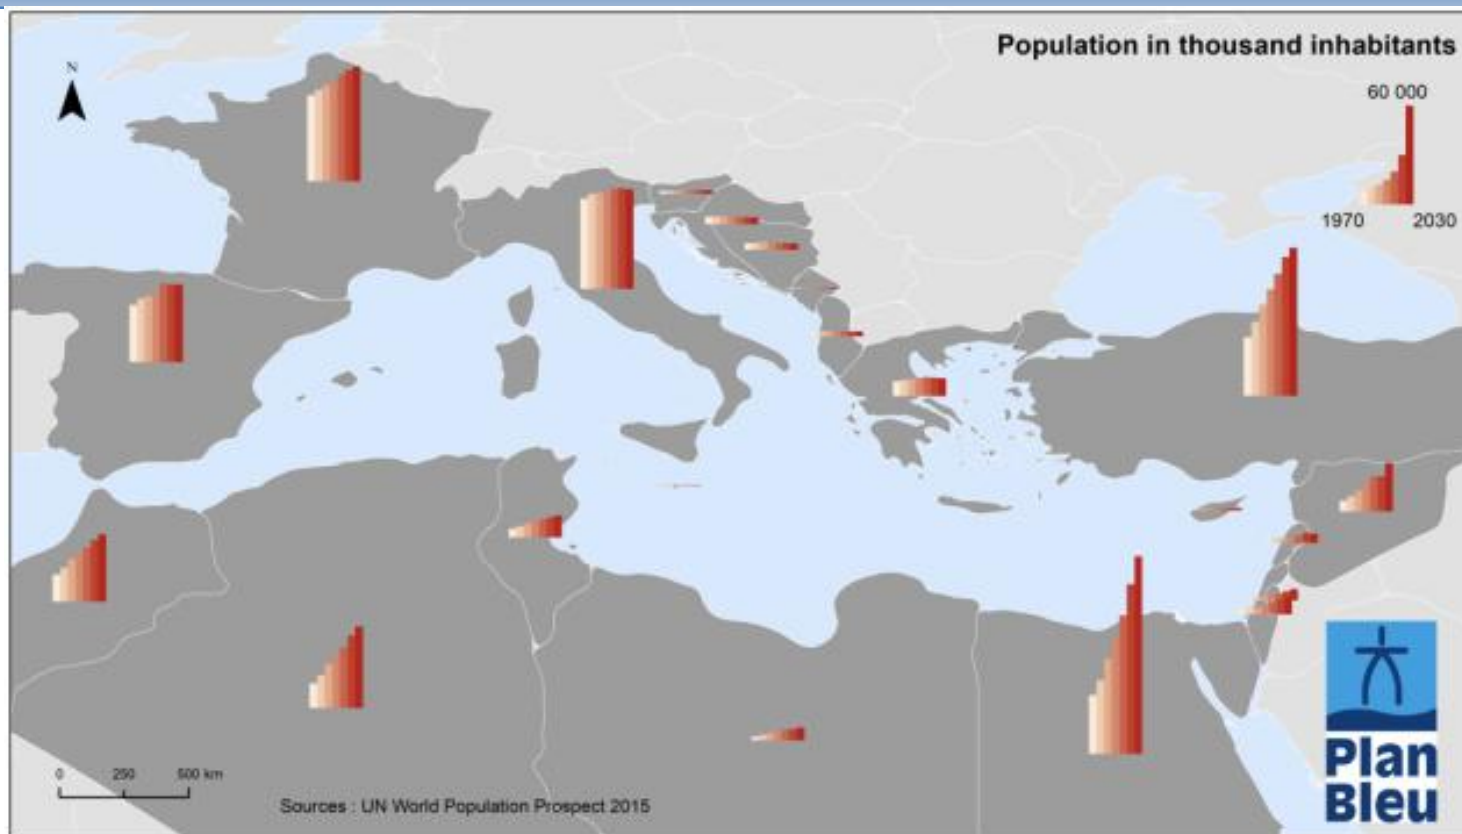 Population in thousand inhabitants
N
60 000
1970 2030
0 250 500 km
Sources : UN World Population Prospect 2015
Plan
Bleu